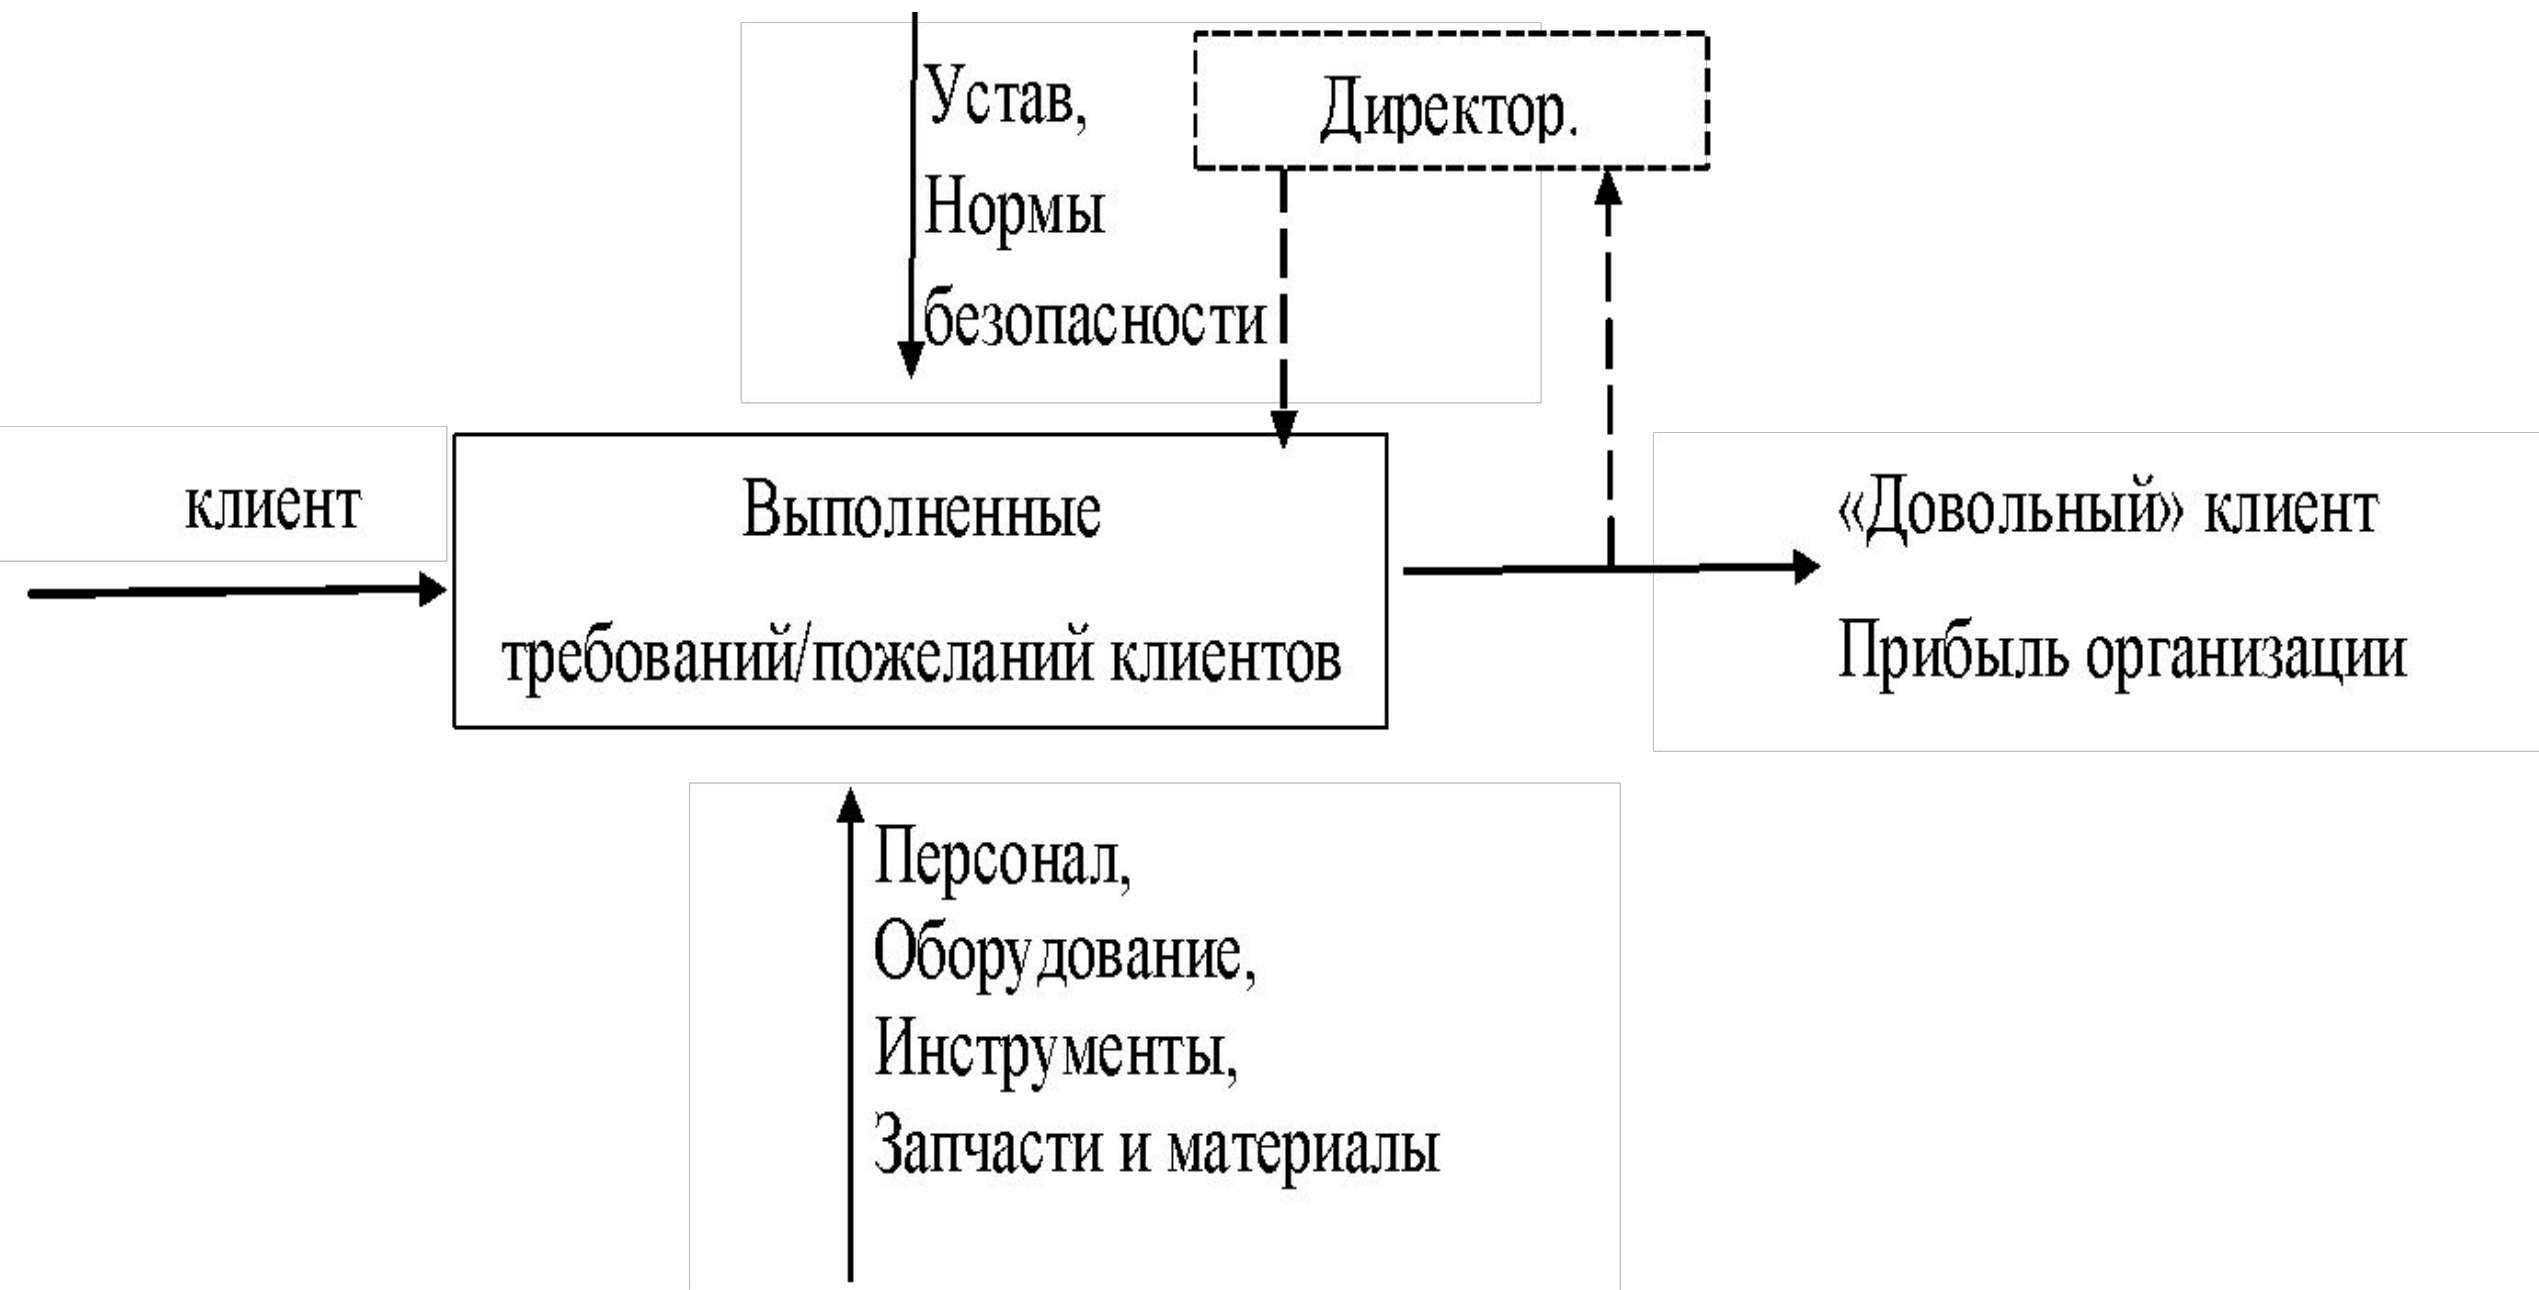 Устав,
Нормы
безопасности
Директор.
клиент
Выполненные
требований/пожеланий клиентов
«Довольный» клиент
Прибыль организации
Персонал,
Оборудование,
Инструменты,
Запчасти и материалы